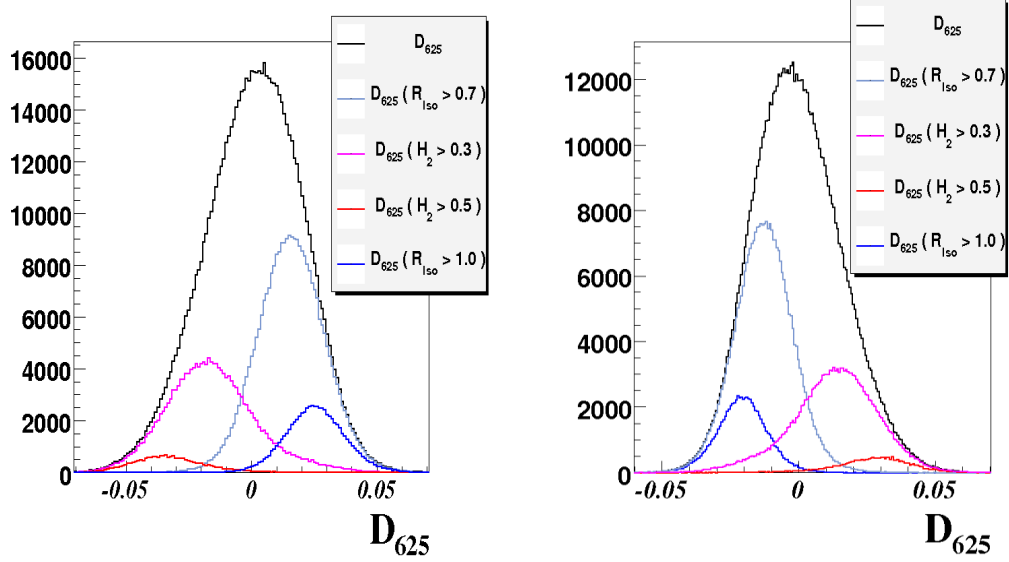 16000
14000
12000
10000
8000
6000
4000
2000
0
-0.05
0
0.05
D625
D625
D625 ( RIso > 0.7 )
D625 ( H2 > 0.3 )
D625 ( H2 > 0.5 )
D625 ( RIso > 1.0 )
12000
10000
8000
6000
4000
2000
0
-0.05
0
0.05
D625
D625
D625 ( RIso > 0.7 )
D625 ( H2 > 0.3 )
D625 ( H2 > 0.5 )
D625 ( RIso > 1.0 )